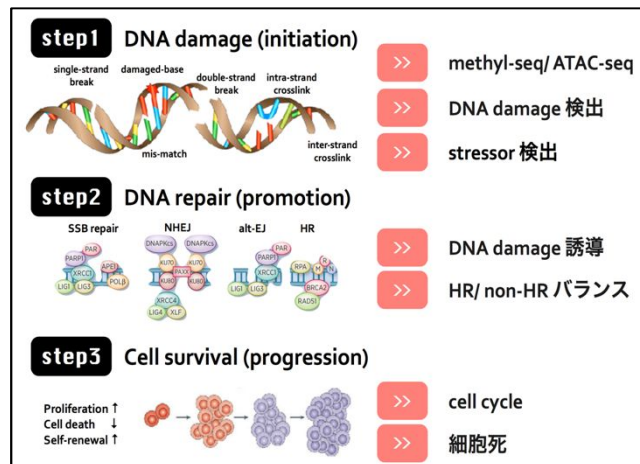 step1 DNA damage (initiation)
single-strand break
damaged-base
double-strand break
intra-strand crosslink
mis-match
inter-strand crosslink
>> methyl-seq/ ATAC-seq
>> DNA damage 検出
>> stressor 検出
step2 DNA repair (promotion)
SSB repair
PAR
PARP1
XRCC1
LIG1
LIG3
APE1
POLβ
NHEJ
DNAPKcs
DNAPKcs
KU70
KU70
PAXX
KU80
KU80
XRCC4
LIG4
XLF
alt-EJ
PAR
PARP1
XRCC1
LIG1
LIG3
HR
RPA
M
R
N
BRCA2
RAD51
>> DNA damage 誘導
>> HR/ non-HR バランス
step3 Cell survival (progression)
Proliferation ↑
Cell death ↓
Self-renewal ↑
>> cell cycle
>> 細胞死